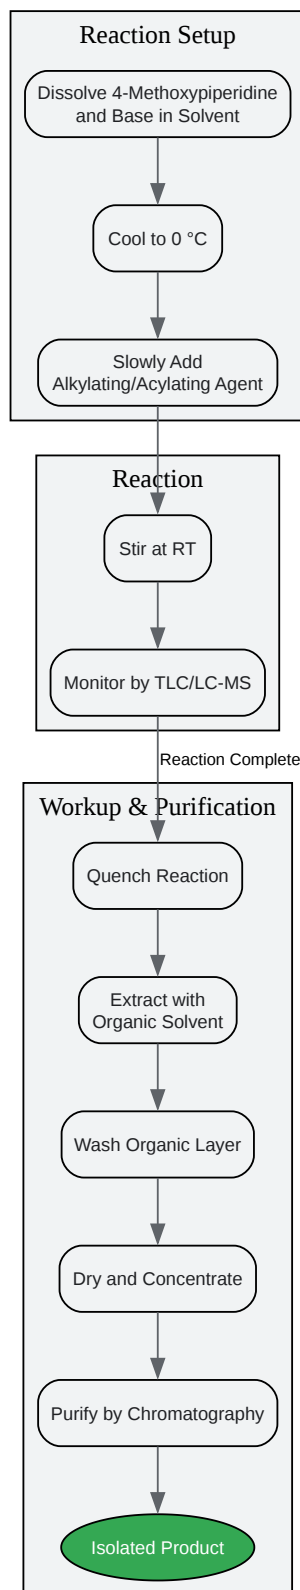 Reaction Setup
Dissolve 4-Methoxypiperidine
and Base in Solvent
Cool to 0 °C
Slowly Add
Alkylating/Acylating Agent
Reaction
Stir at RT
Monitor by TLC/LC-MS
Reaction Complete
Workup & Purification
Quench Reaction
Extract with
Organic Solvent
Wash Organic Layer
Dry and Concentrate
Purify by Chromatography
Isolated Product